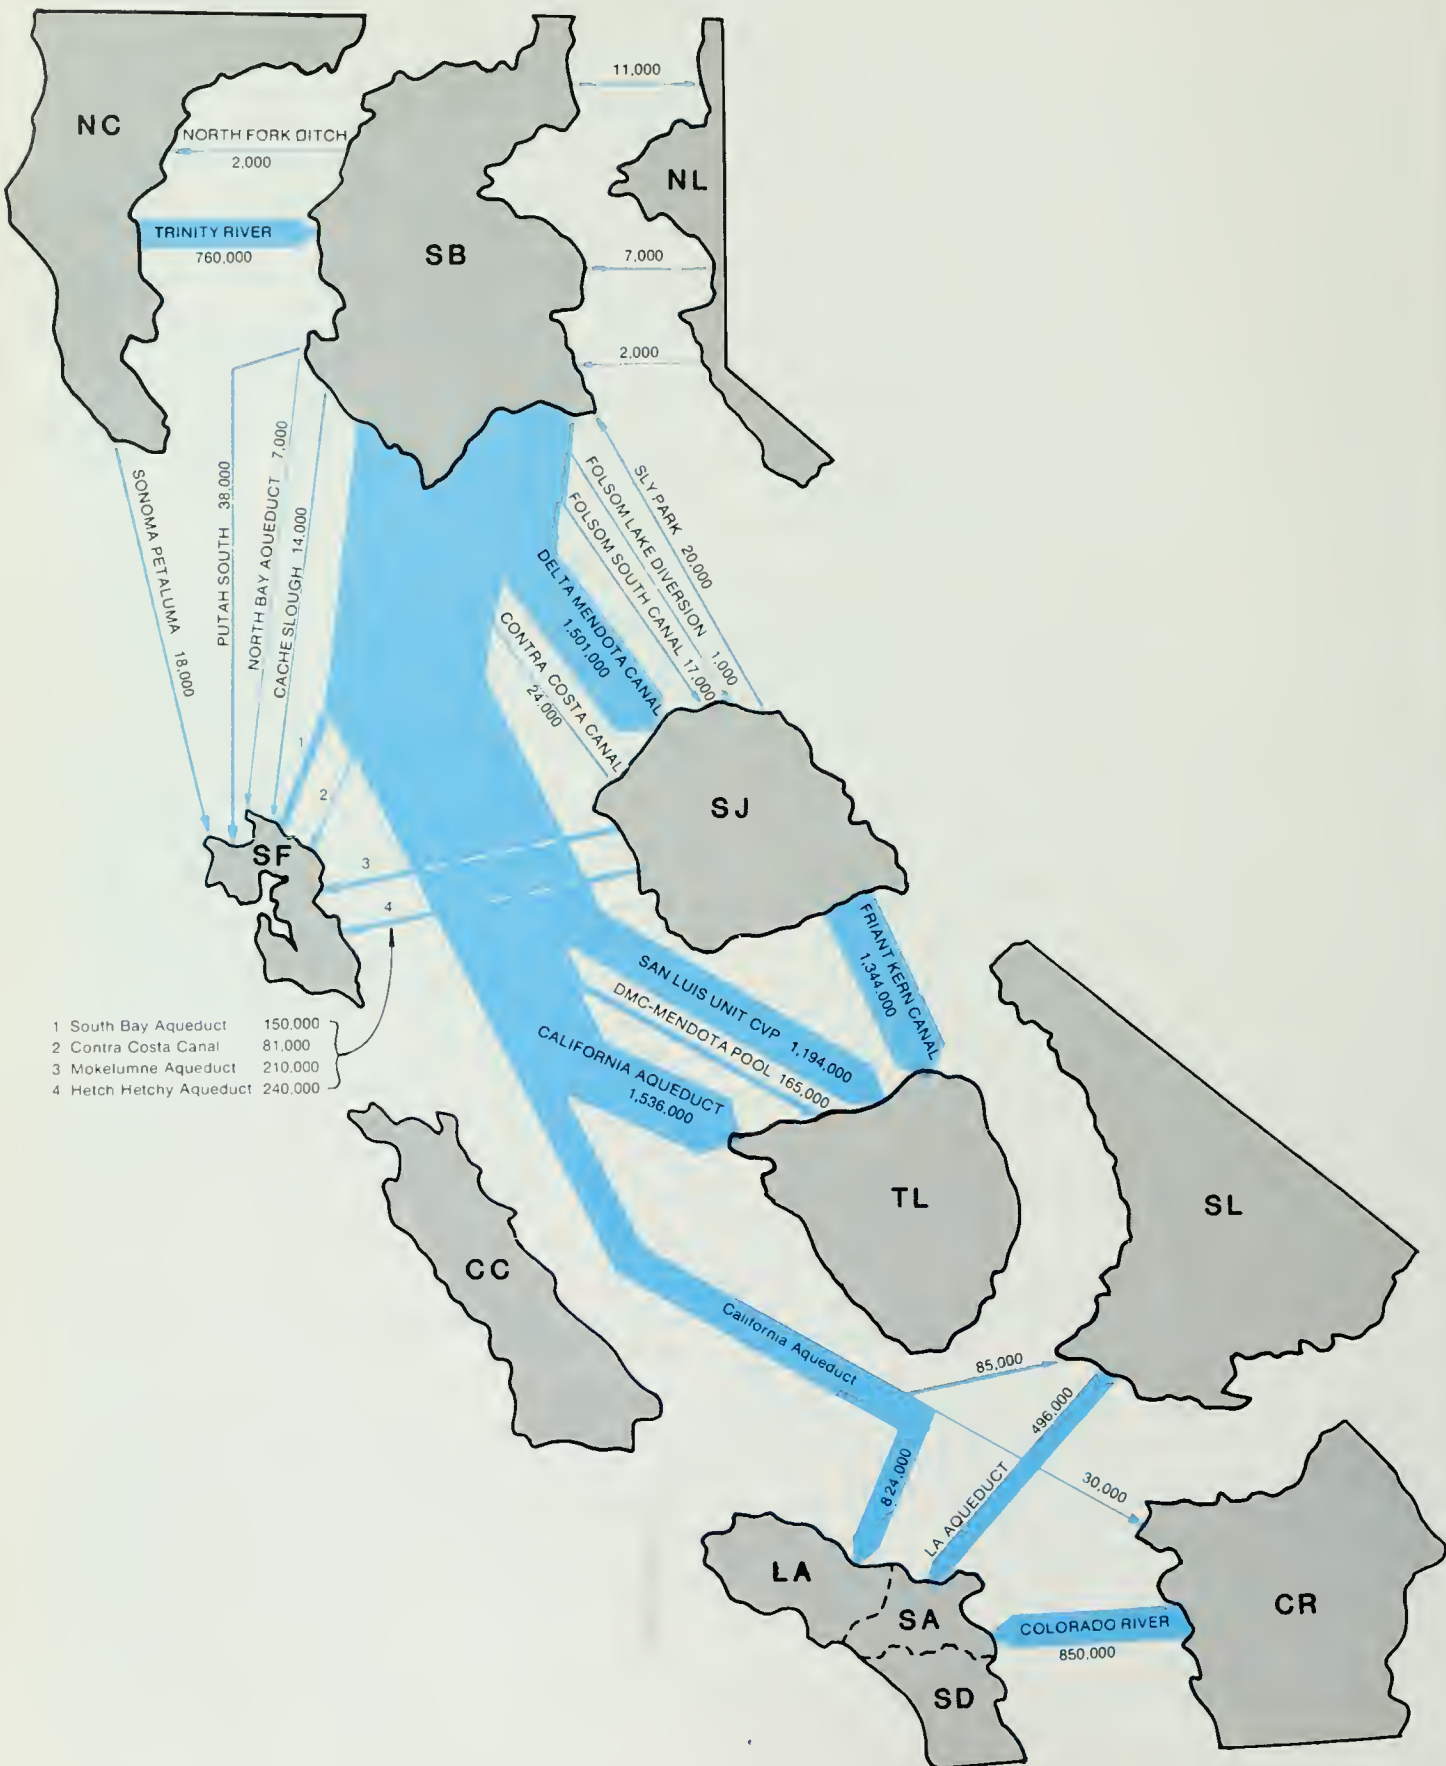 11,000
NC
NORTH FORK DITCH
2,000
NL
TRINITY RIVER
760,000
SB
7,000
2,000
SONOMA PETALUMA 18,000
PUTAH SOUTH 38,000
NORTH BAY AQUEDUCT 7,000
CACHE SLOUGH 14,000
SLY PARK 20,000
FOLSOM LAKE DIVERSION 1,000
FOLSOM SOUTH CANAL 17,000
DELTA MENDOTA CANAL
1,501,000
CONTRA COSTA CANAL
24,000
1
2
SJ
SF
3
4
FRIANT KERN CANAL
1,344,000
SAN LUIS UNIT CVP 1,194,000
DMC-MENDOTA POOL 165,000
CALIFORNIA AQUEDUCT
1,536,000
1 South Bay Aqueduct 150,000
2 Contra Costa Canal 81,000
3 Mokelumne Aqueduct 210,000
4 Hetch Hetchy Aqueduct 240,000
TL
SL
CC
California Aqueduct
85,000
496,000
LA AQUEDUCT
824,000
30,000
LA
SA
CR
COLORADO RIVER
850,000
SD